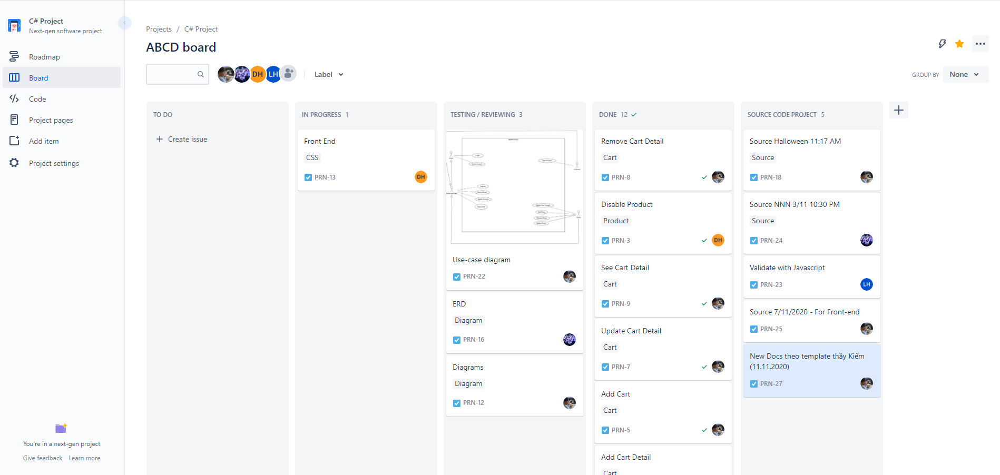 C# Project
Next-gen software project
Roadmap
Board
Code
Project pages
Add item
Project settings
You're in a next-gen project
Give feedback Learn more
Projects / C# Project
ABCD board
DH LH
Label
GROUP BY None
TO DO
Create issue
IN PROGRESS 1
Front End
CSS
PRN-13 DH
TESTING / REVIEWING 3
Use-case diagram
PRN-22
ERD
Diagram
PRN-16
Diagrams
Diagram
PRN-12
DONE 12
Remove Cart Detail
Cart
PRN-8
Disable Product
Product
PRN-3 DH
See Cart Detail
Cart
PRN-9
Update Cart Detail
Cart
PRN-7
Add Cart
Cart
PRN-5
Add Cart Detail
Cart
SOURCE CODE PROJECT 5
Source Halloween 11:17 AM
Source
PRN-18
Source NNN 3/11 10:30 PM
Source
PRN-24
Validate with Javascript
PRN-23 LH
Source 7/11/2020 - For Front-end
PRN-25
New Docs theo template thầy Kiếm
(11.11.2020)
PRN-27